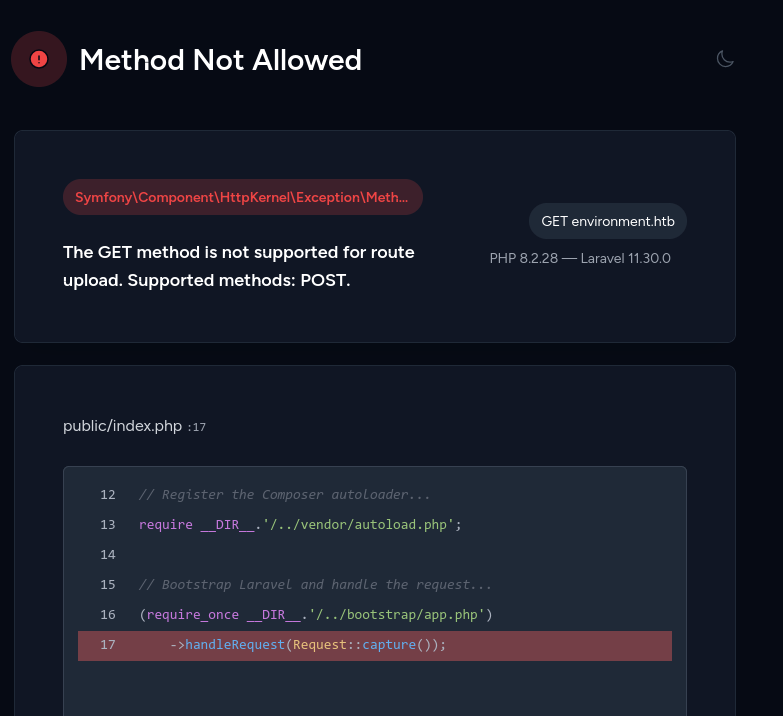 Method Not Allowed
Symfony\Component\HttpKernel\Exception\Meth...
GET environment.htb
The GET method is not supported for route
upload. Supported methods: POST.
PHP 8.2.28 — Laravel 11.30.0
public/index.php :17
12 // Register the Composer autoloader...
13 require __DIR__.'/../vendor/autoload.php';
14
15 // Bootstrap Laravel and handle the request...
16 (require_once __DIR__.'/../bootstrap/app.php')
17     ->handleRequest(Request::capture());